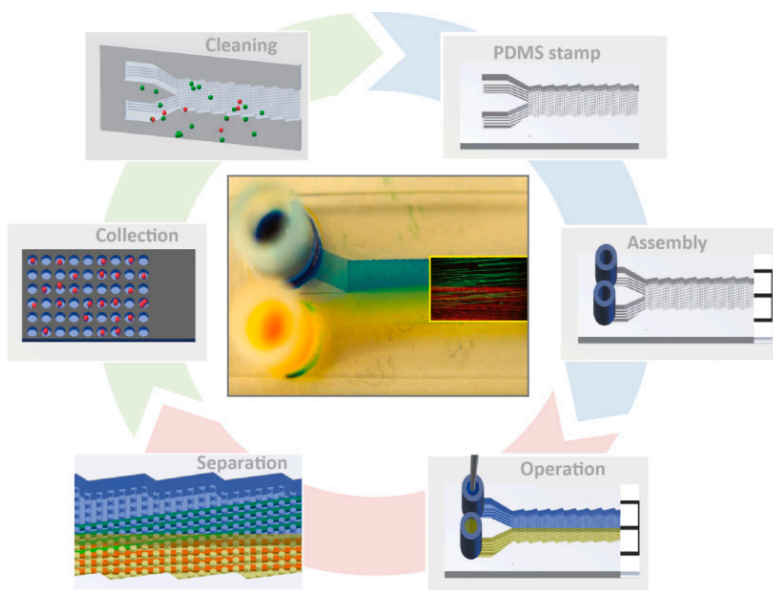 Cleaning
PDMS stamp
Collection
Assembly
Separation
Operation